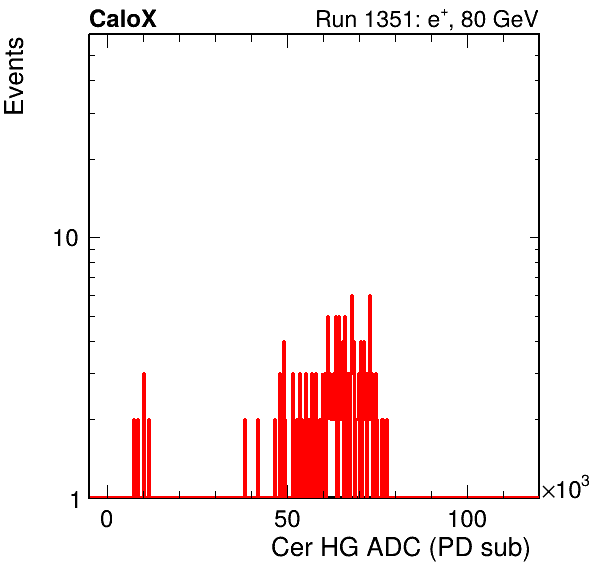 CaloX Run 1351: e⁺, 80 GeV
Events
10
1
0 50 100 ×10³
Cer HG ADC (PD sub)